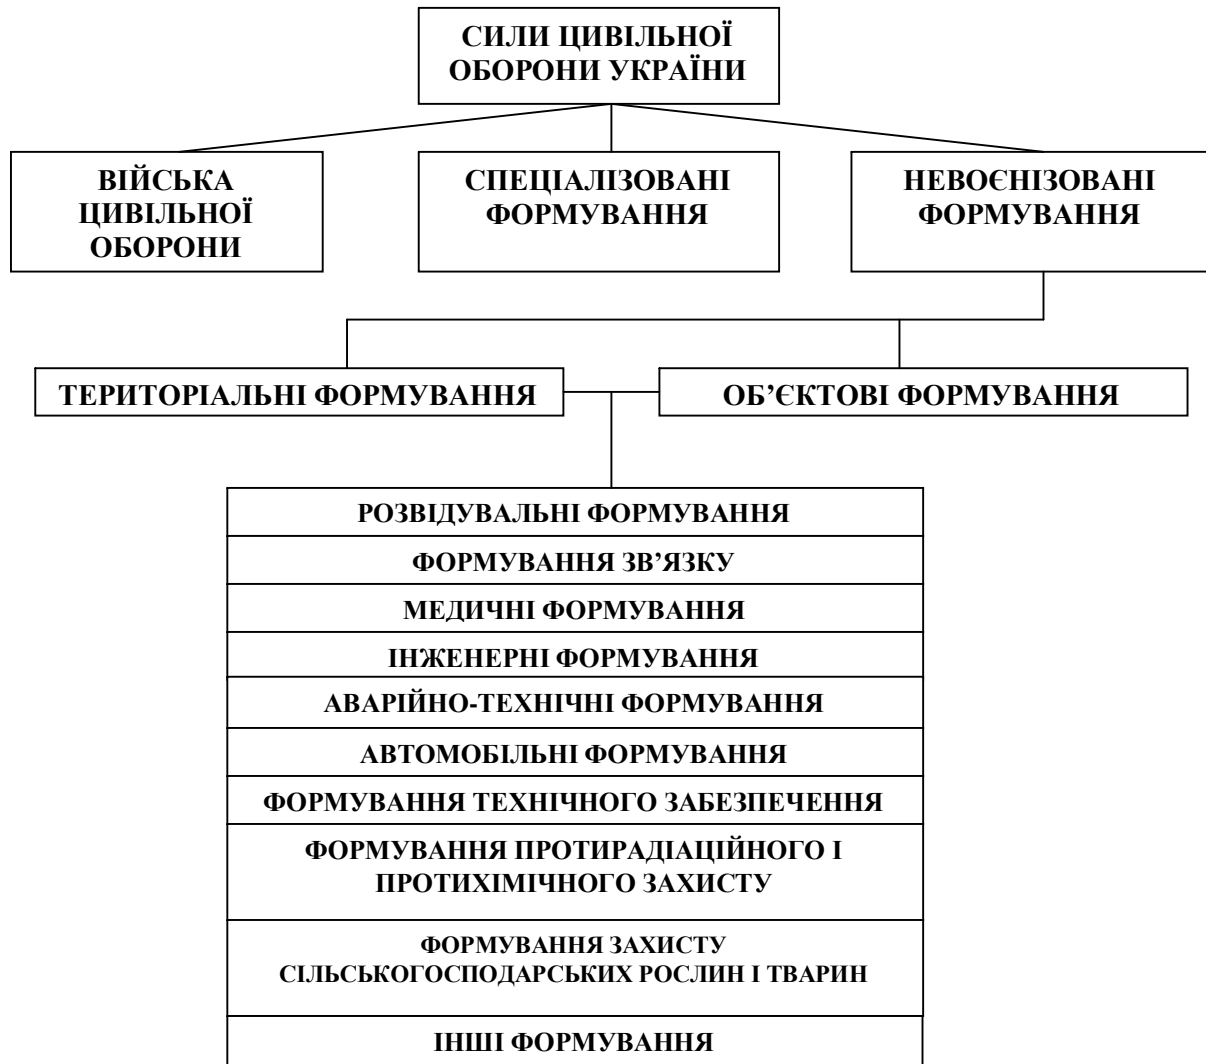 СИЛИ ЦИВІЛЬНОЇ
ОБОРОНИ УКРАЇНИ
ВІЙСЬКА
ЦИВІЛЬНОЇ
ОБОРОНИ
СПЕЦІАЛІЗОВАНІ
ФОРМУВАННЯ
НЕВОЄНІЗОВАНІ
ФОРМУВАННЯ
ТЕРИТОРІАЛЬНІ ФОРМУВАННЯ
ОБ’ЄКТОВІ ФОРМУВАННЯ
РОЗВІДУВАЛЬНІ ФОРМУВАННЯ
ФОРМУВАННЯ ЗВ’ЯЗКУ
МЕДИЧНІ ФОРМУВАННЯ
ІНЖЕНЕРНІ ФОРМУВАННЯ
АВАРІЙНО-ТЕХНІЧНІ ФОРМУВАННЯ
АВТОМОБІЛЬНІ ФОРМУВАННЯ
ФОРМУВАННЯ ТЕХНІЧНОГО ЗАБЕЗПЕЧЕННЯ
ФОРМУВАННЯ ПРОТИРАДІАЦІЙНОГО І
ПРОТИХІМІЧНОГО ЗАХИСТУ
ФОРМУВАННЯ ЗАХИСТУ
СІЛЬСЬКОГОСПОДАРСЬКИХ РОСЛИН І ТВАРИН
ІНШІ ФОРМУВАННЯ